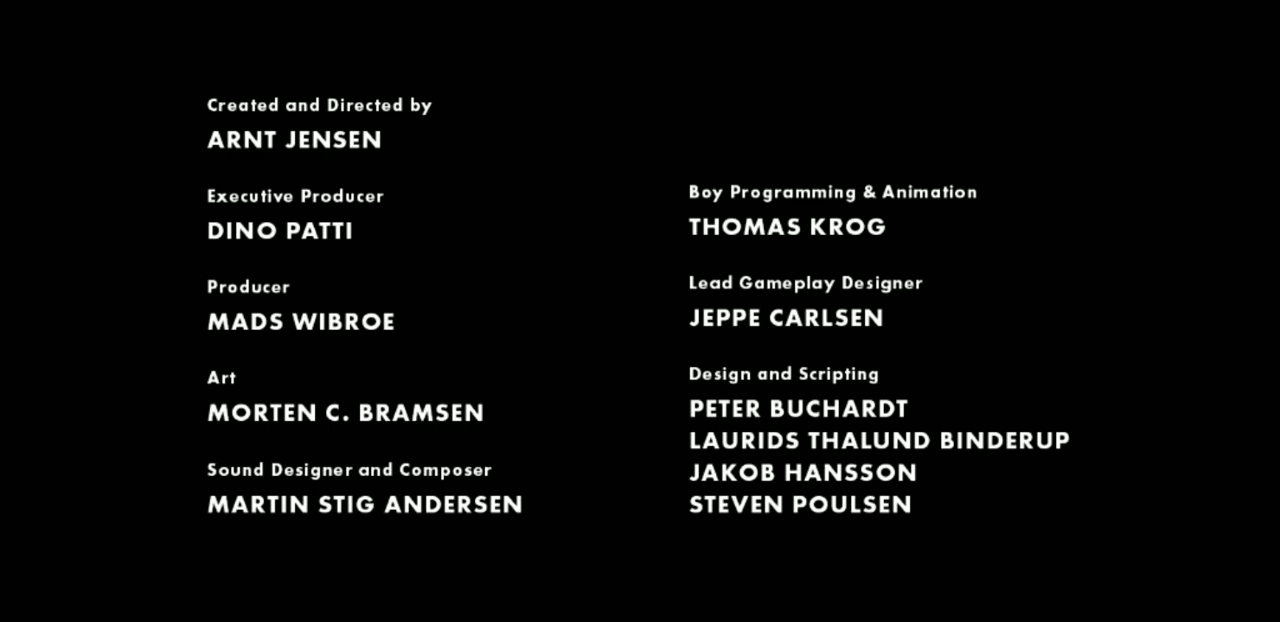 Created and Directed by
ARNT JENSEN
Executive Producer
DINO PATTI
Producer
MADS WIBROE
Art
MORTEN C. BRAMSEN
Sound Designer and Composer
MARTIN STIG ANDERSEN
Boy Programming & Animation
THOMAS KROG
Lead Gameplay Designer
JEPPE CARLSEN
Design and Scripting
PETER BUCHARDT
LAURIDS THALUND BINDERUP
JAKOB HANSSON
STEVEN POULSEN